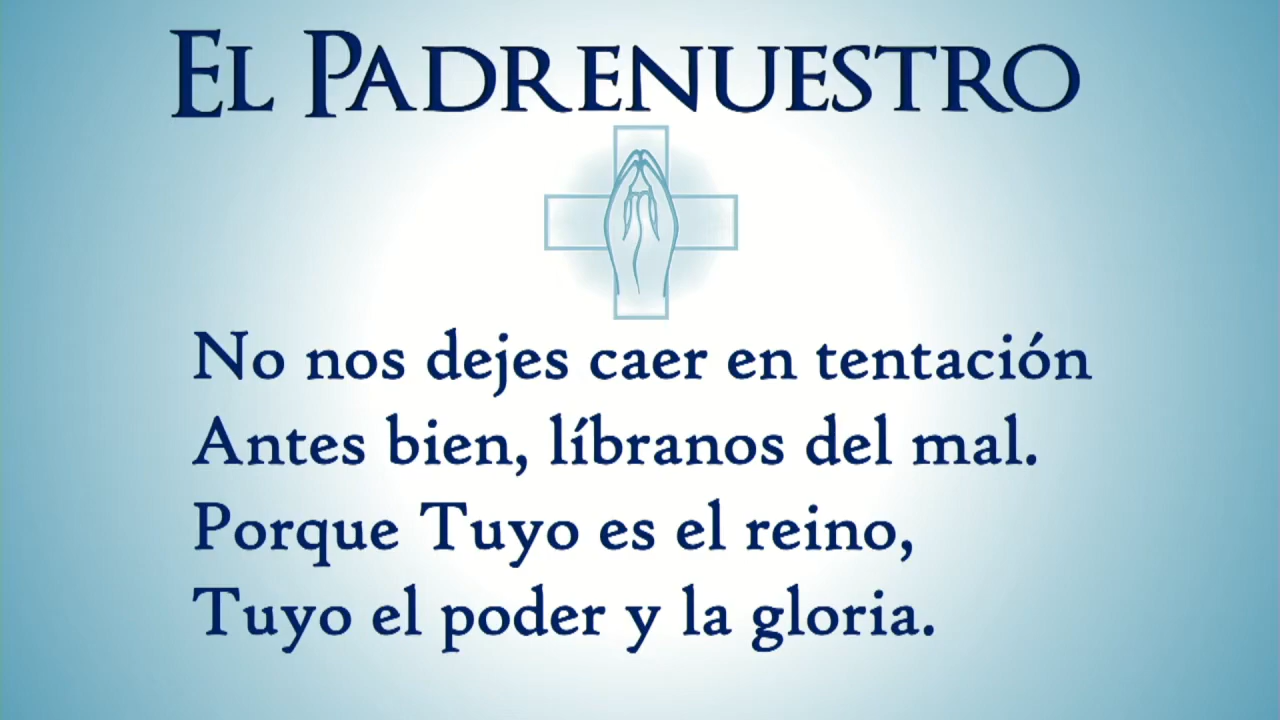 EL PADRENUESTRO
No nos dejes caer en tentación
Antes bien, líbranos del mal.
Porque Tuyo es el reino,
Tuyo el poder y la gloria.